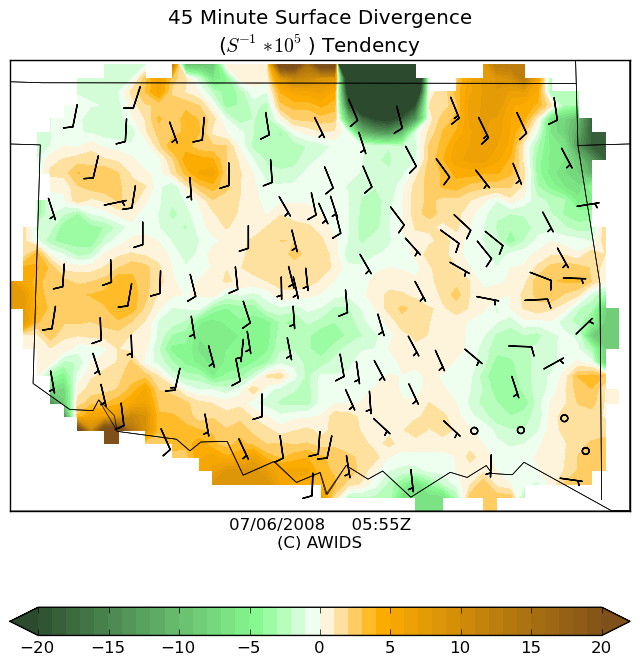 45 Minute Surface Divergence
(S⁻¹ *10⁵ ) Tendency
07/06/2008 05:55Z
(C) AWIDS
−20 −15 −10 −5 0 5 10 15 20